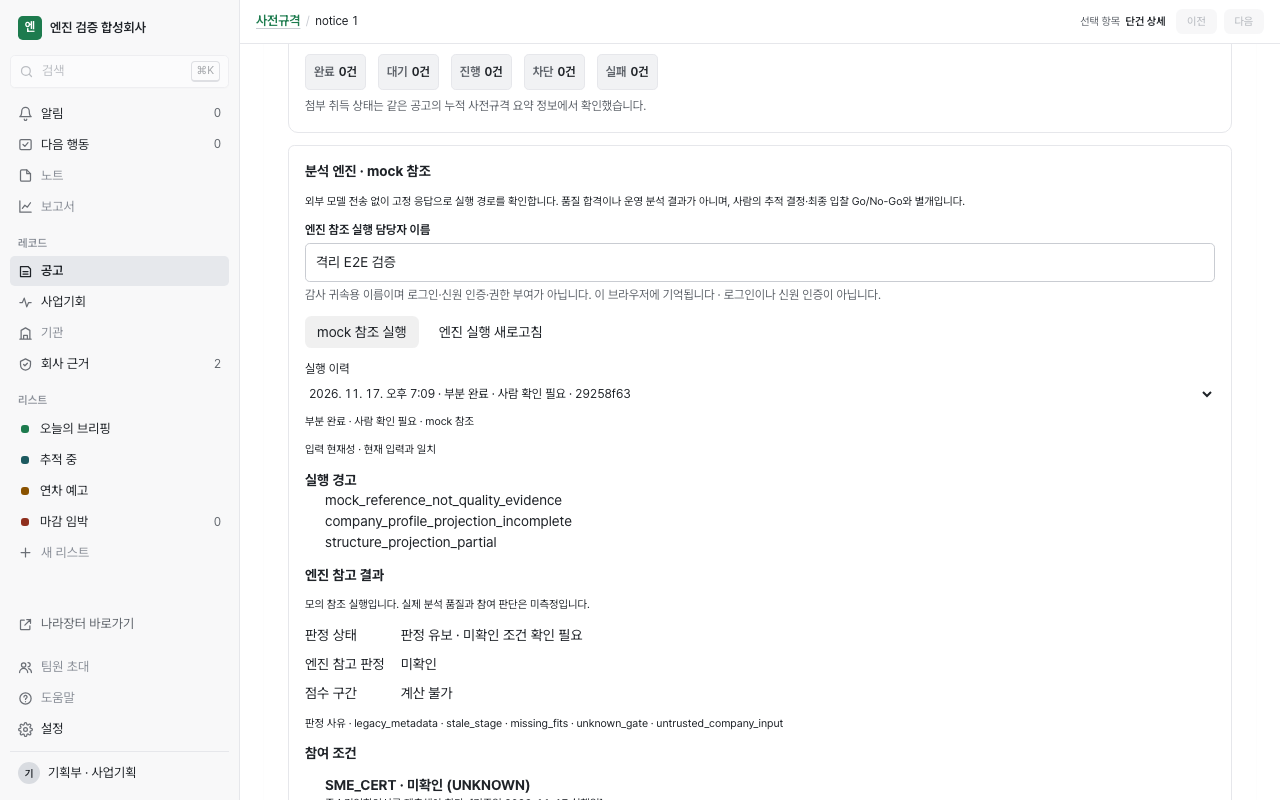 엔 엔진 검증 합성회사
검색 ⌘K
알림 0
다음 행동 0
노트
보고서
레코드
공고
사업기회
기관
회사 근거 2
리스트
오늘의 브리핑
추적 중
연차 예고
마감 임박 0
새 리스트
나라장터 바로가기
팀원 초대
도움말
설정
기 기획부 · 사업기획
사전규격 / notice 1
선택 항목 단건 상세 이전 다음
완료 0건 대기 0건 진행 0건 차단 0건 실패 0건
첨부 취득 상태는 같은 공고의 누적 사전규격 요약 정보에서 확인했습니다.
분석 엔진 · mock 참조
외부 모델 전송 없이 고정 응답으로 실행 경로를 확인합니다. 품질 합격이나 운영 분석 결과가 아니며, 사람의 추적 결정·최종 입찰 Go/No-Go와 별개입니다.
엔진 참조 실행 담당자 이름
격리 E2E 검증
감사 귀속용 이름이며 로그인·신원 인증·권한 부여가 아닙니다. 이 브라우저에 기억됩니다 · 로그인이나 신원 인증이 아닙니다.
mock 참조 실행 엔진 실행 새로고침
실행 이력
2026. 11. 17. 오후 7:09 · 부분 완료 · 사람 확인 필요 · 29258f63
부분 완료 · 사람 확인 필요 · mock 참조
입력 현재성 · 현재 입력과 일치
실행 경고
mock_reference_not_quality_evidence
company_profile_projection_incomplete
structure_projection_partial
엔진 참고 결과
모의 참조 실행입니다. 실제 분석 품질과 참여 판단은 미측정입니다.
판정 상태 판정 유보 · 미확인 조건 확인 필요
엔진 참고 판정 미확인
점수 구간 계산 불가
판정 사유 · legacy_metadata · stale_stage · missing_fits · unknown_gate · untrusted_company_input
참여 조건
SME_CERT · 미확인 (UNKNOWN)